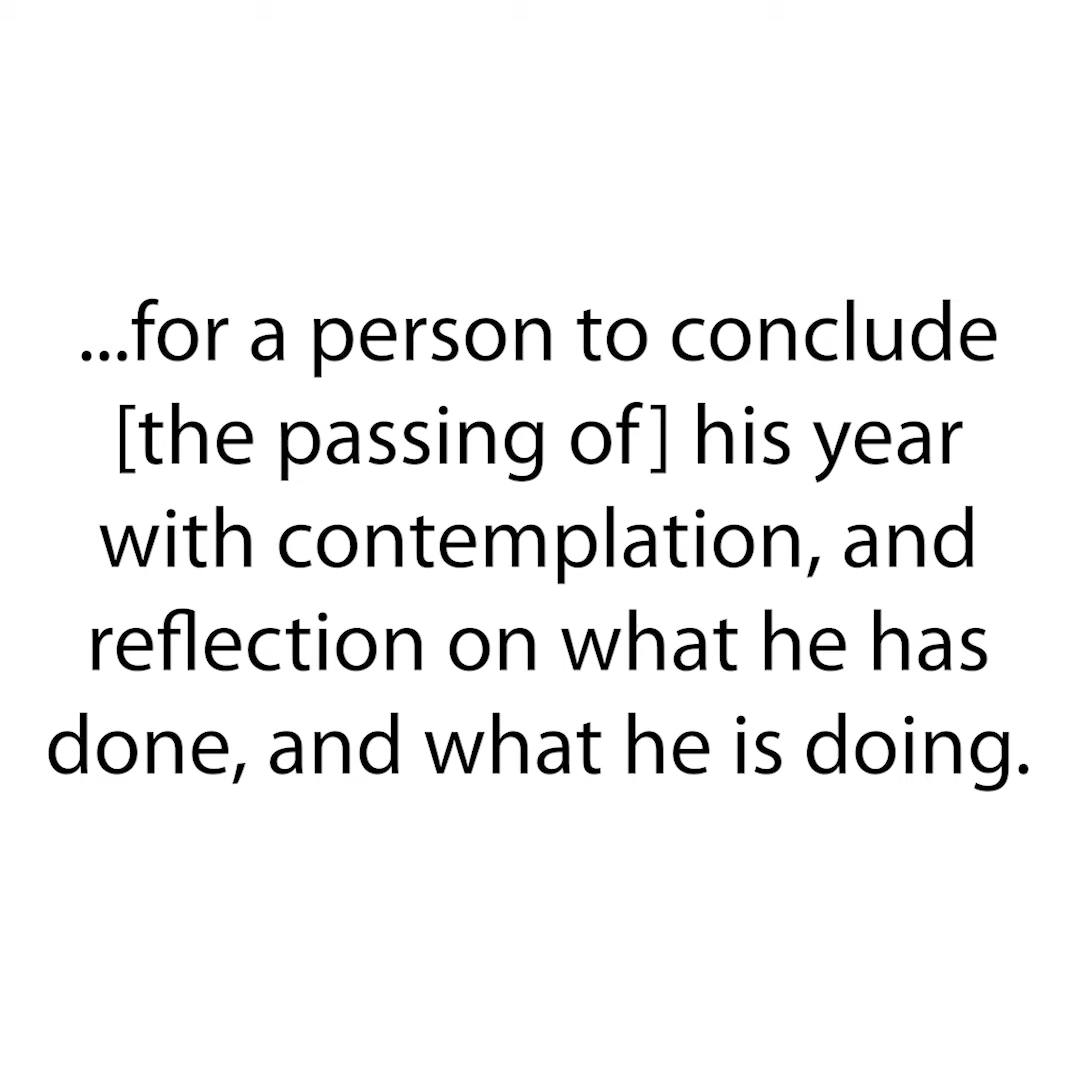 ...for a person to conclude
[the passing of] his year
with contemplation, and
reflection on what he has
done, and what he is doing.